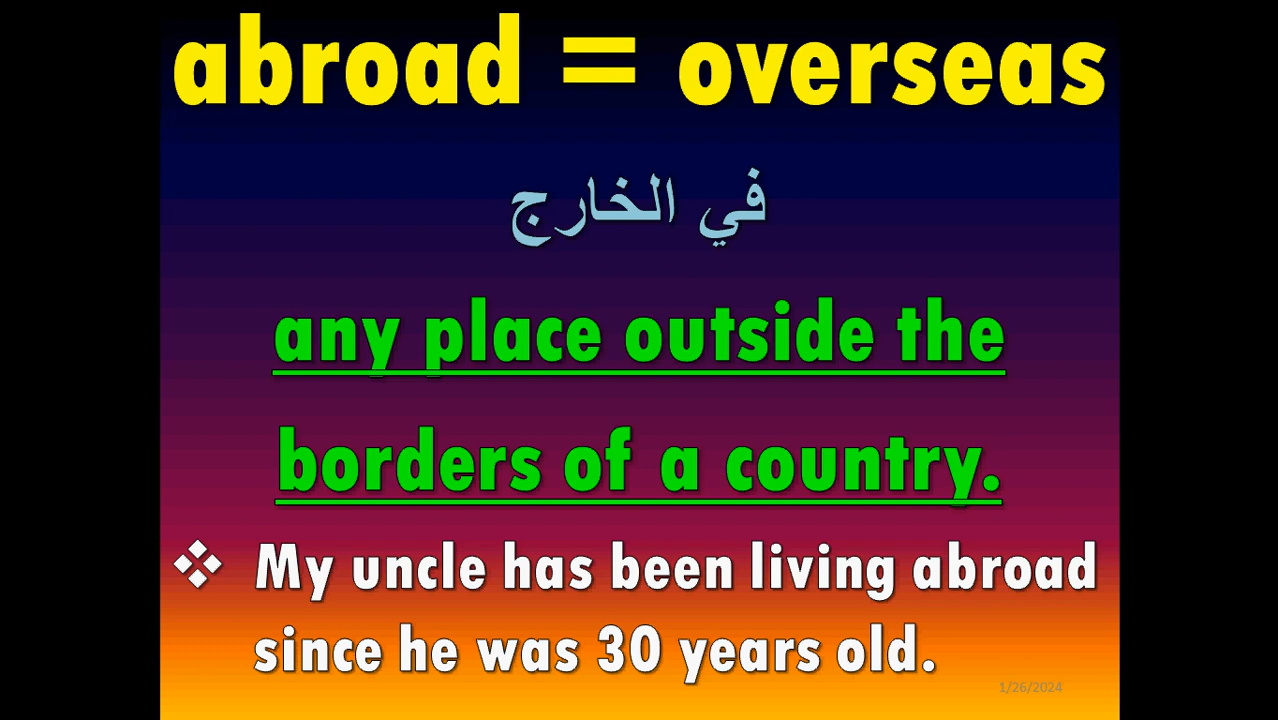 abroad = overseas
في الخارج
any place outside the
borders of a country.
❖ My uncle has been living abroad
since he was 30 years old.
1/26/2024